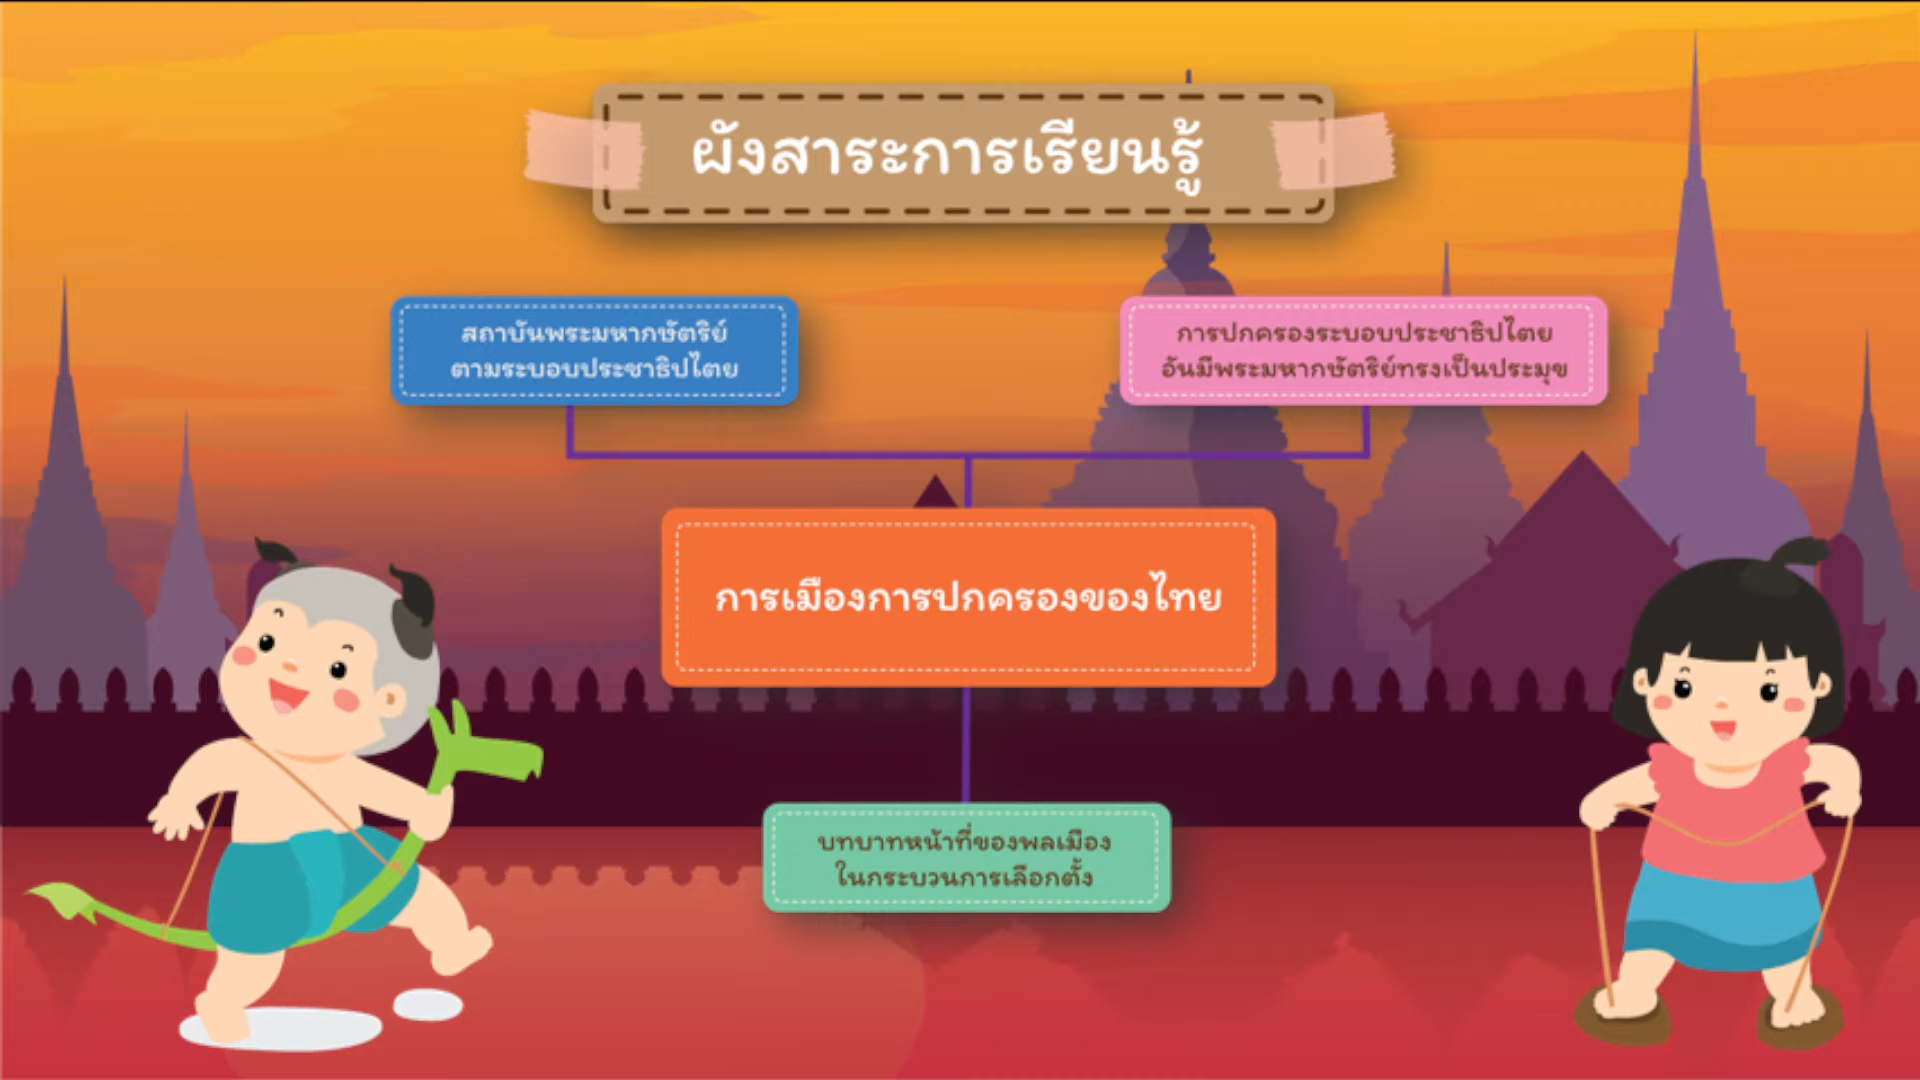 ผังสาระการเรียนรู้
สถาบันพระมหากษัตริย์
ตามระบอบประชาธิปไตย
การปกครองระบอบประชาธิปไตย
อันมีพระมหากษัตริย์ทรงเป็นประมุข
การเมืองการปกครองของไทย
บทบาทหน้าที่ของพลเมือง
ในกระบวนการเลือกตั้ง